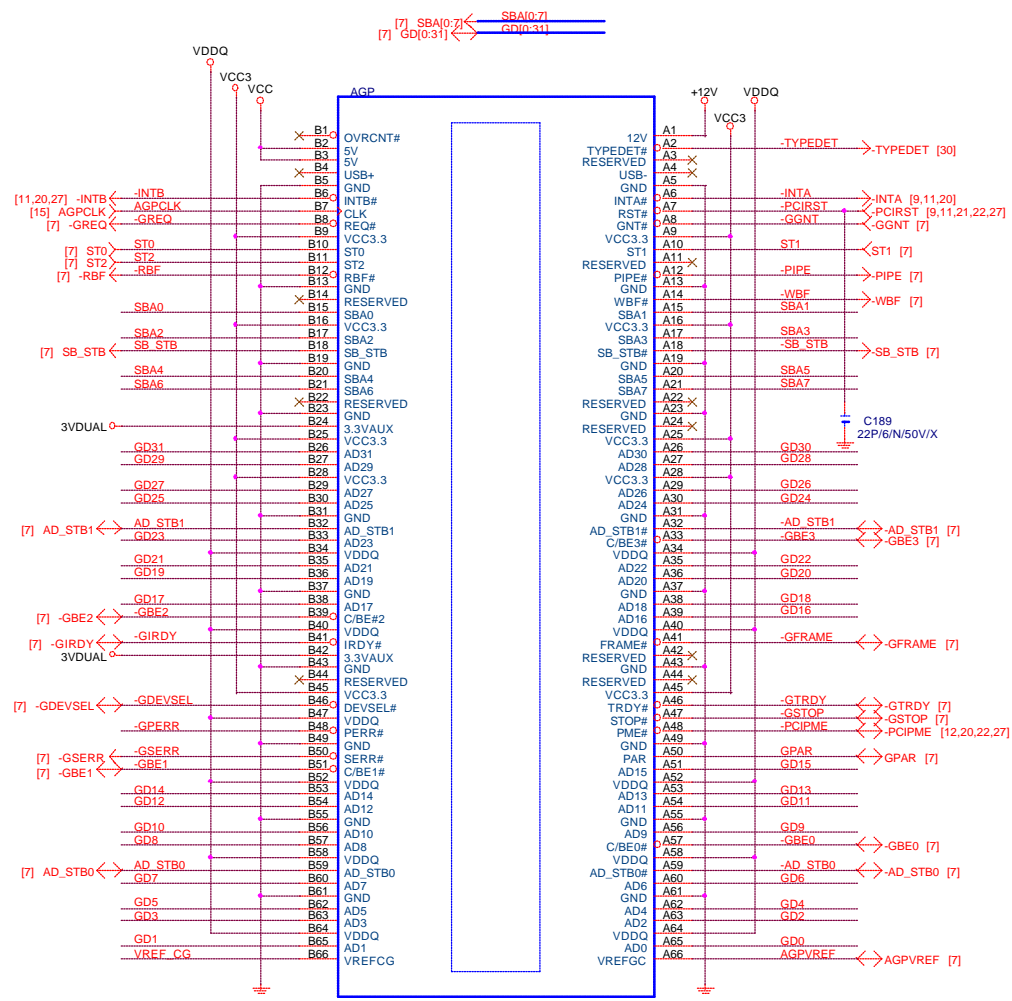 [7] SBA[0:7] SBA[0:7]
[7] GD[0:31] GD[0:31]
VDDQ
VCC3
VCC
AGP
+12V
VDDQ
VCC3
B1 OVRCNT# 12V A1
B2 5V TYPEDET# A2 -TYPEDET -TYPEDET [30]
B3 5V RESERVED A3
B4 USB+ USB- A4
B5 GND GND A5
[11,20,27] -INTB -INTB B6 INTB# INTA# A6 -INTA -INTA [9,11,20]
[15] AGPCLK AGPCLK B7 CLK RST# A7 -PCIRST -PCIRST [9,11,21,22,27]
[7] -GREQ -GREQ B8 REQ# GNT# A8 -GGNT -GGNT [7]
B9 VCC3.3 VCC3.3 A9
[7] ST0 ST0 B10 ST0 ST1 A10 ST1 ST1 [7]
[7] ST2 ST2 B11 ST2 RESERVED A11
[7] -RBF -RBF B12 RBF# PIPE# A12 -PIPE -PIPE [7]
B13 GND GND A13
B14 RESERVED WBF# A14 -WBF -WBF [7]
SBA0 B15 SBA0 SBA1 A15 SBA1
B16 VCC3.3 VCC3.3 A16
SBA2 B17 SBA2 SBA3 A17 SBA3
[7] SB_STB SB_STB B18 SB_STB SB_STB# A18 -SB_STB -SB_STB [7]
B19 GND GND A19
SBA4 B20 SBA4 SBA5 A20 SBA5
SBA6 B21 SBA6 SBA7 A21 SBA7
B22 RESERVED RESERVED A22
B23 GND GND A23
3VDUAL B24 3.3VAUX RESERVED A24
C189
22P/6/N/50V/X
B25 VCC3.3 VCC3.3 A25
GD31 B26 AD31 AD30 A26 GD30
GD29 B27 AD29 AD28 A27 GD28
B28 VCC3.3 VCC3.3 A28
GD27 B29 AD27 AD26 A29 GD26
GD25 B30 AD25 AD24 A30 GD24
B31 GND GND A31
[7] AD_STB1 AD_STB1 B32 AD_STB1 AD_STB1# A32 -AD_STB1 -AD_STB1 [7]
GD23 B33 AD23 C/BE3# A33 -GBE3 -GBE3 [7]
B34 VDDQ VDDQ A34
GD21 B35 AD21 AD22 A35 GD22
GD19 B36 AD19 AD20 A36 GD20
B37 GND GND A37
GD17 B38 AD17 AD18 A38 GD18
[7] -GBE2 -GBE2 B39 C/BE#2 AD16 A39 GD16
B40 VDDQ VDDQ A40
[7] -GIRDY -GIRDY B41 IRDY# FRAME# A41 -GFRAME -GFRAME [7]
3VDUAL B42 3.3VAUX RESERVED A42
B43 GND GND A43
B44 RESERVED RESERVED A44
B45 VCC3.3 VCC3.3 A45
[7] -GDEVSEL -GDEVSEL B46 DEVSEL# TRDY# A46 -GTRDY -GTRDY [7]
B47 VDDQ STOP# A47 -GSTOP -GSTOP [7]
-GPERR B48 PERR# PME# A48 -PCIPME -PCIPME [12,20,22,27]
B49 GND GND A49
[7] -GSERR -GSERR B50 SERR# PAR A50 GPAR GPAR [7]
[7] -GBE1 -GBE1 B51 C/BE1# AD15 A51 GD15
B52 VDDQ VDDQ A52
GD14 B53 AD14 AD13 A53 GD13
GD12 B54 AD12 AD11 A54 GD11
B55 GND GND A55
GD10 B56 AD10 AD9 A56 GD9
GD8 B57 AD8 C/BE0# A57 -GBE0 -GBE0 [7]
B58 VDDQ VDDQ A58
[7] AD_STB0 AD_STB0 B59 AD_STB0 AD_STB0# A59 -AD_STB0 -AD_STB0 [7]
GD7 B60 AD7 AD6 A60 GD6
B61 GND GND A61
GD5 B62 AD5 AD4 A62 GD4
GD3 B63 AD3 AD2 A63 GD2
B64 VDDQ VDDQ A64
GD1 B65 AD1 AD0 A65 GD0
VREF_CG B66 VREFCG VREFGC A66 AGPVREF AGPVREF [7]